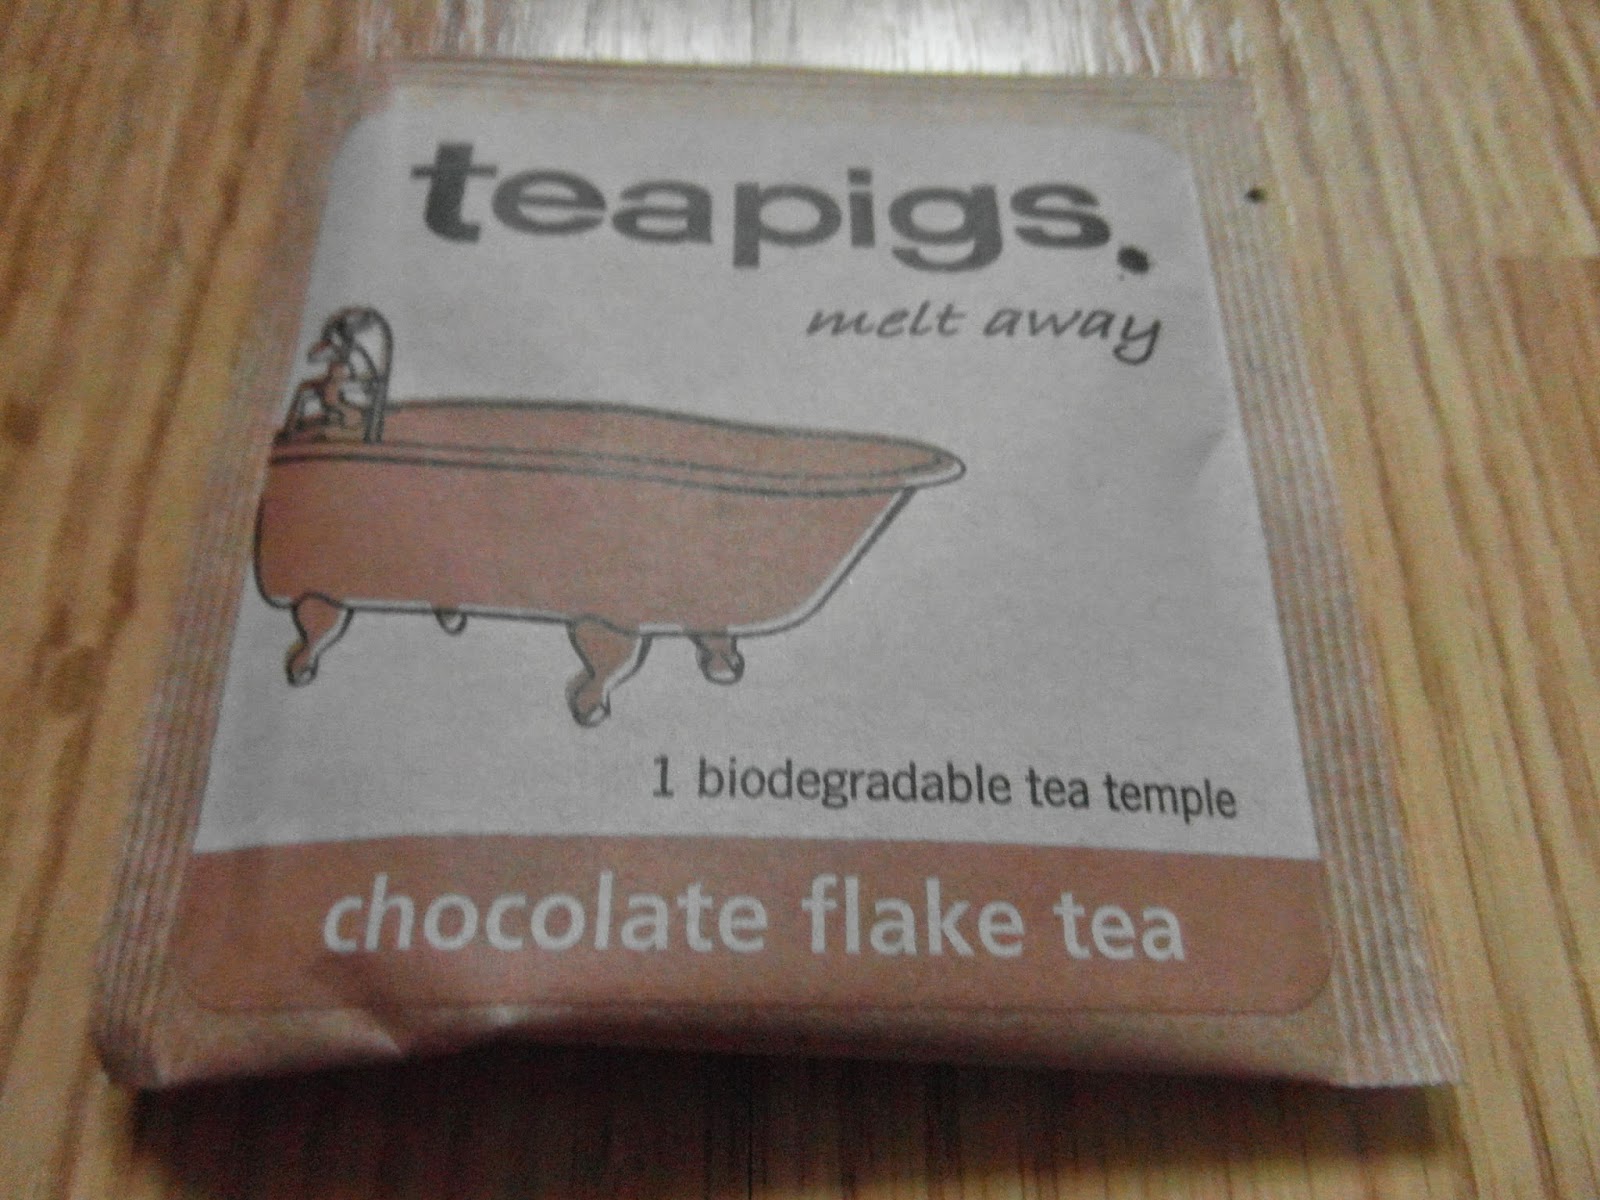 teapigs.
melt away
1 biodegradable tea temple
chocolate flake tea